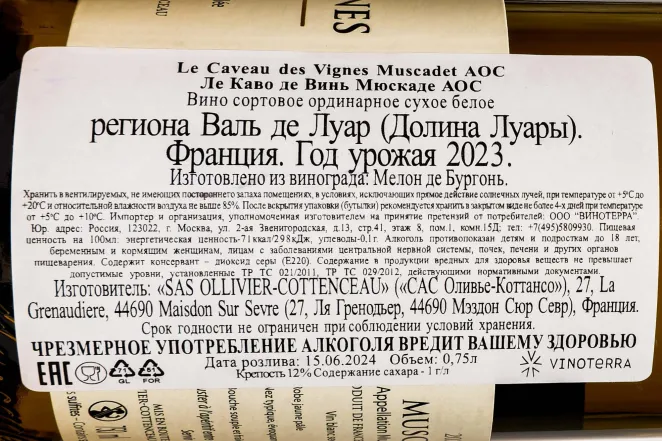 Le Caveau des Vignes Muscadet AOC
Ле Каво де Винь Мюскаде АОС
Вино сортовое ординарное сухое белое
региона Валь де Луар (Долина Луары).
Франция. Год урожая 2023.
Изготовлено из винограда: Мелон де Бургонь.
Хранить в вентилируемых, не имеющих постороннего запаха помещениях, в условиях, исключающих прямое действие солнечных лучей, при температуре от +5°C до
+20°C и относительной влажности воздуха не выше 85%. После вскрытия упаковки (бутылки) рекомендуется хранить в закрытом виде не более 4-х дней при температуре
от +5°C до +10°C. Импортер и организация, уполномоченная изготовителем на принятие претензий от потребителей: ООО "ВИНОТЕРРА".
Юр. адрес: Россия, 123022, г. Москва, ул. 2-ая Звенигородская, д.13, стр.41, этаж 8, пом.1, комн.15Д; тел: +7(495)5809930. Пищевая
ценность на 100мл: энергетическая ценность-71ккал/298кДж, углеводы-0,1г. Алкоголь противопоказан детям и подросткам до 18 лет,
беременным и кормящим женщинам, лицам с заболеваниями центральной нервной системы, почек, печени и других органов
пищеварения. Содержит консервант – диоксид серы (E220). Содержание в продукции вредных для здоровья веществ не превышает
допустимые уровни, установленные ТР ТС 021/2011, ТР ТС 029/2012, действующими нормативными документами.
Изготовитель: «SAS OLLIVIER-COTTENCEAU» («САС Оливье-Коттансо»), 27, La
Grenaudiere, 44690 Maisdon Sur Sevre (27, Ля Гренодьер, 44690 Мэздон Сюр Севр), Франция.
Срок годности не ограничен при соблюдении условий хранения.
ЧРЕЗМЕРНОЕ УПОТРЕБЛЕНИЕ АЛКОГОЛЯ ВРЕДИТ ВАШЕМУ ЗДОРОВЬЮ
Дата розлива: 15.06.2024 Объем: 0,75л
Крепость 12% Содержание сахара - 1 г/л
EAC
71
GL
FOR
VINOTERRA